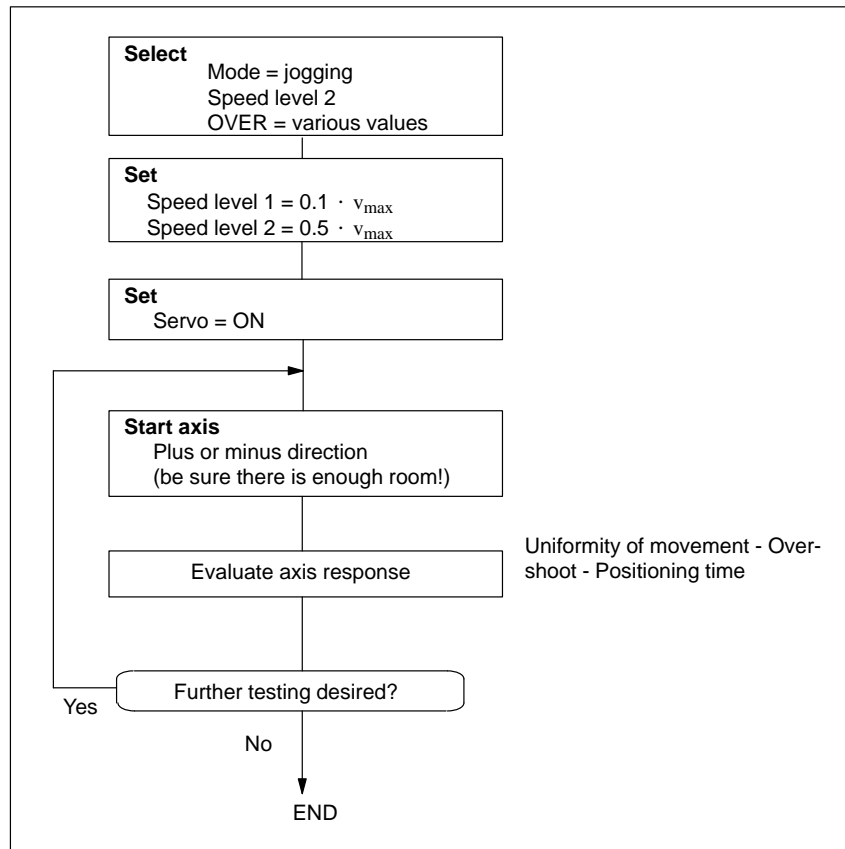 Select
Mode = jogging
Speed level 2
OVER = various values
Set
Speed level 1 = 0.1 · vmax
Speed level 2 = 0.5 · vmax
Set
Servo = ON
Start axis
Plus or minus direction
(be sure there is enough room!)
Evaluate axis response
Uniformity of movement - Over-
shoot - Positioning time
Further testing desired?
Yes
No
END